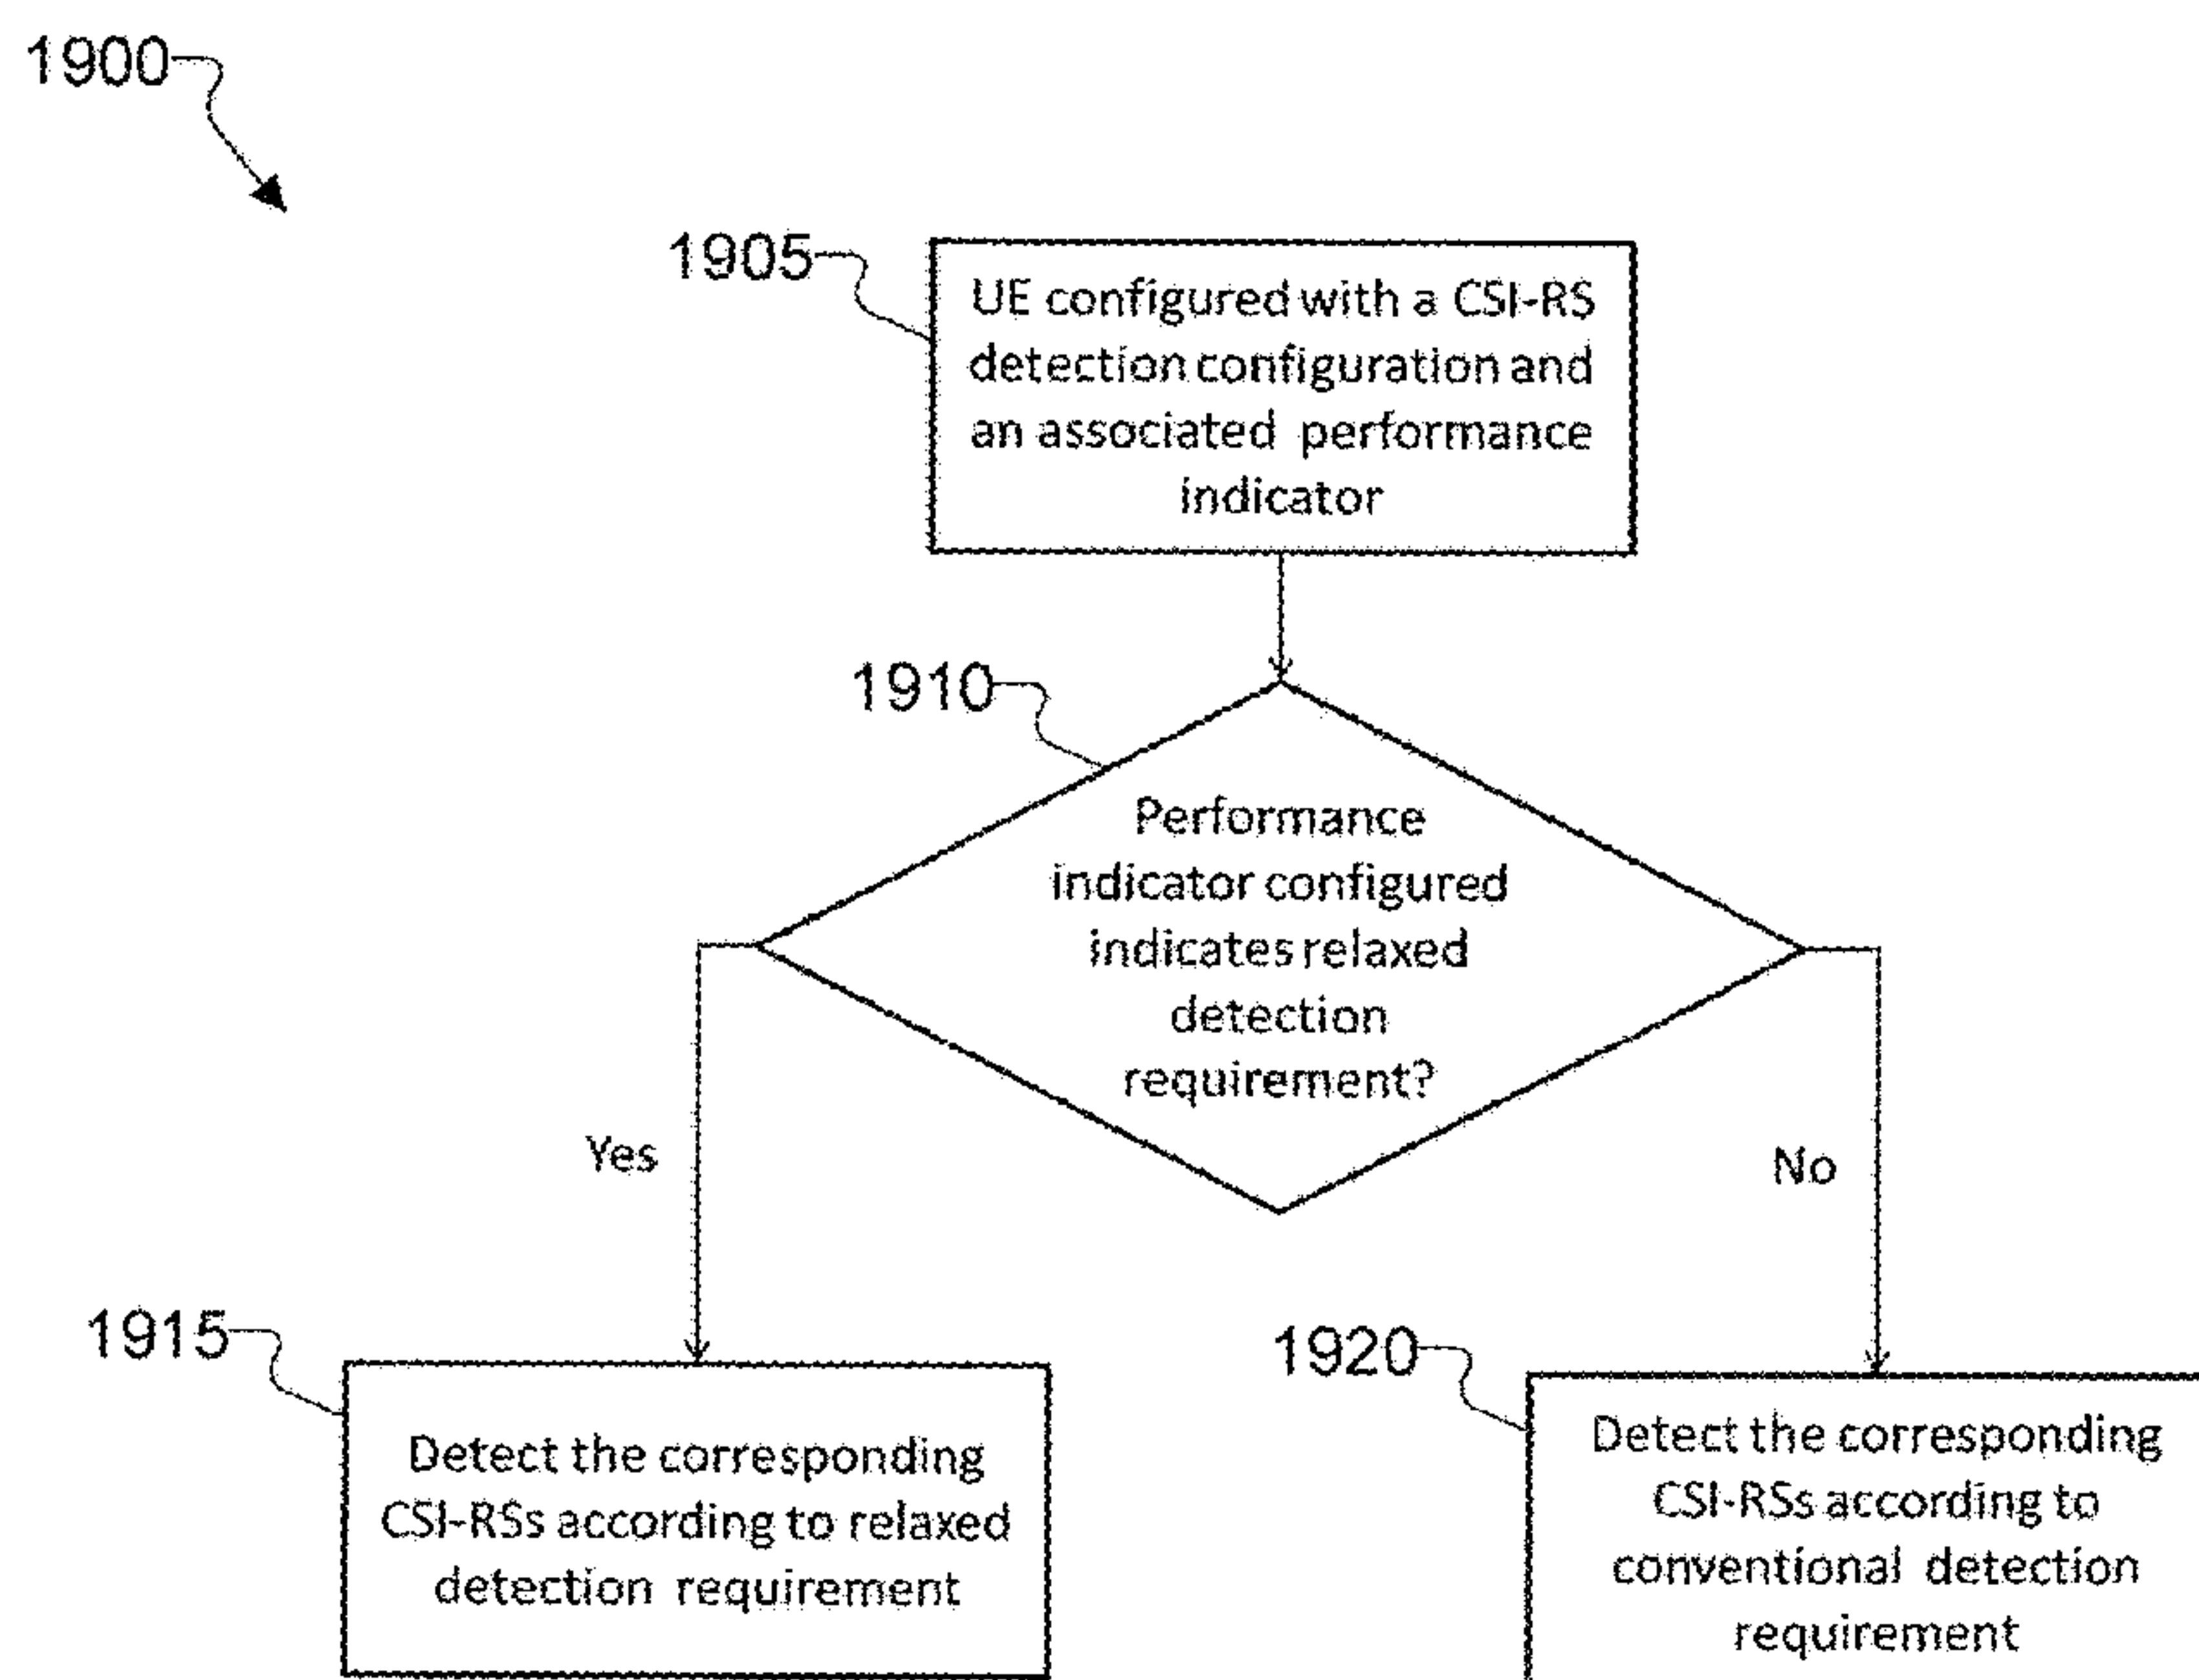 1900
1905
UE configured with a CSI-RS
detection configuration and
an associated performance
indicator
1910
Performance
indicator configured
indicates relaxed
detection
requirement?
Yes
No
1915
Detect the corresponding
CSI-RSs according to relaxed
detection requirement
1920
Detect the corresponding
CSI-RSs according to
conventional detection
requirement